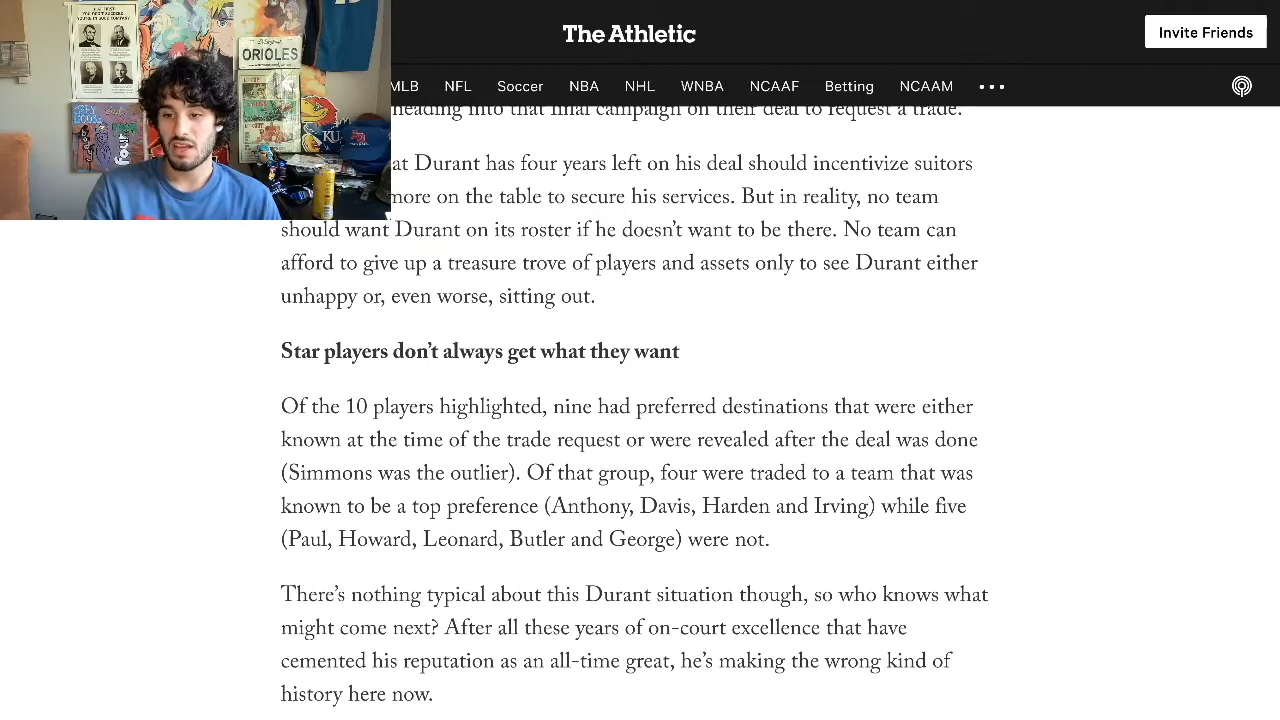 ORIOLES
KU
The Athletic
Invite Friends
MLB NFL Soccer NBA NHL WNBA NCAAF Betting NCAAM
heading into that final campaign on their deal to request a trade.
at Durant has four years left on his deal should incentivize suitors
more on the table to secure his services. But in reality, no team
should want Durant on its roster if he doesn’t want to be there. No team can
afford to give up a treasure trove of players and assets only to see Durant either
unhappy or, even worse, sitting out.
Star players don’t always get what they want
Of the 10 players highlighted, nine had preferred destinations that were either
known at the time of the trade request or were revealed after the deal was done
(Simmons was the outlier). Of that group, four were traded to a team that was
known to be a top preference (Anthony, Davis, Harden and Irving) while five
(Paul, Howard, Leonard, Butler and George) were not.
There’s nothing typical about this Durant situation though, so who knows what
might come next? After all these years of on-court excellence that have
cemented his reputation as an all-time great, he’s making the wrong kind of
history here now.